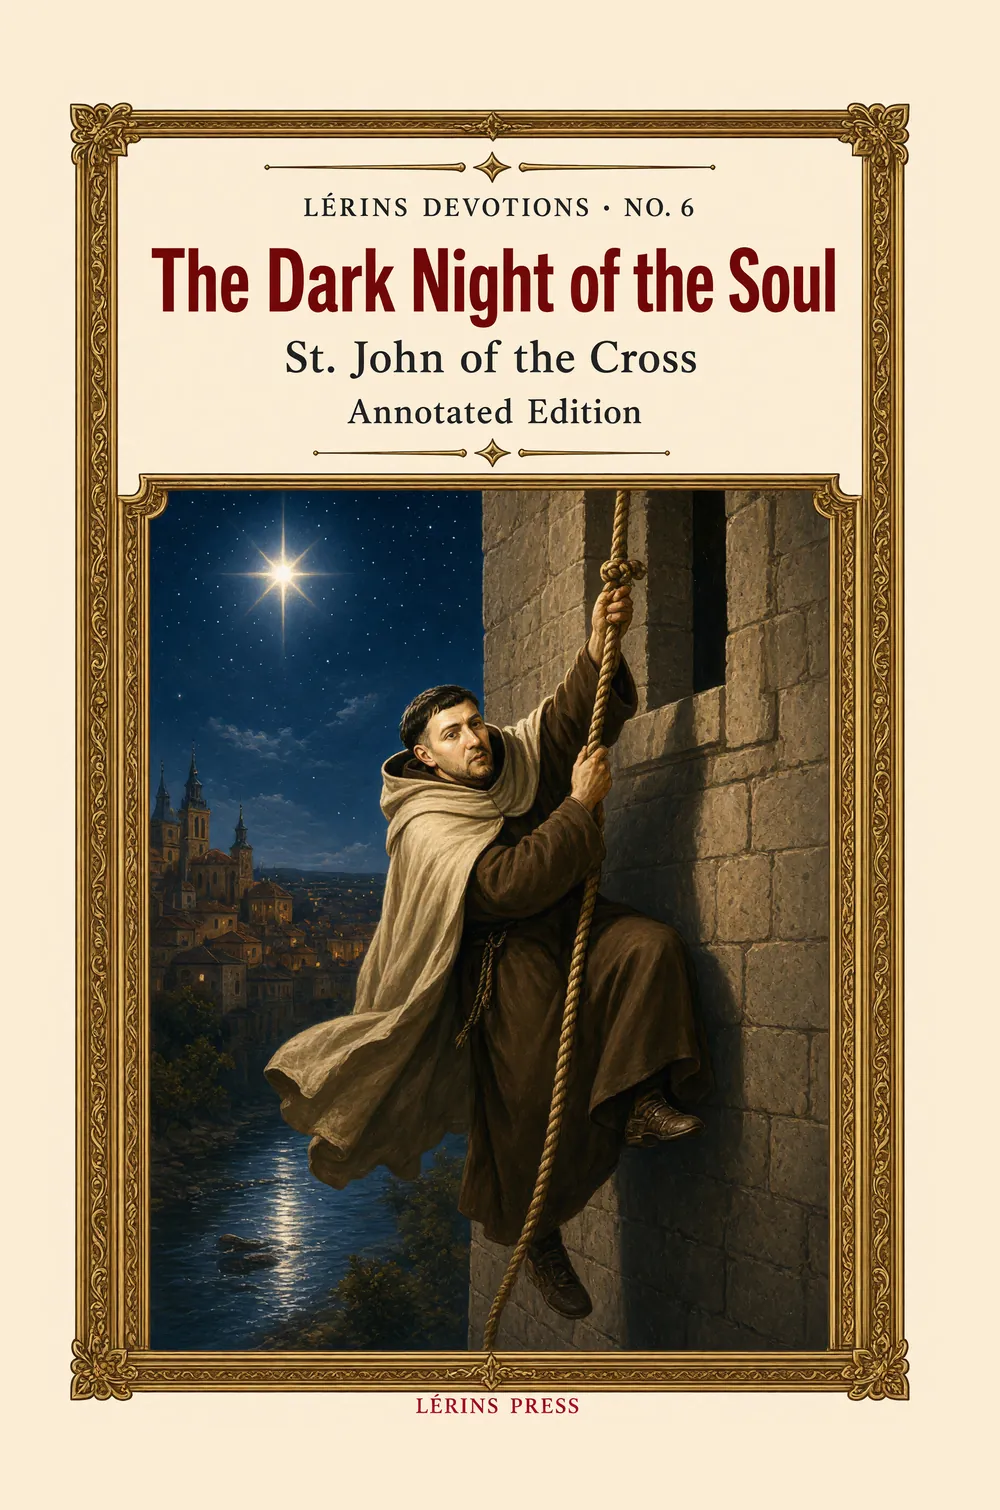 LÉRINS DEVOTIONS · NO. 6
The Dark Night of the Soul
St. John of the Cross
Annotated Edition
LÉRINS PRESS